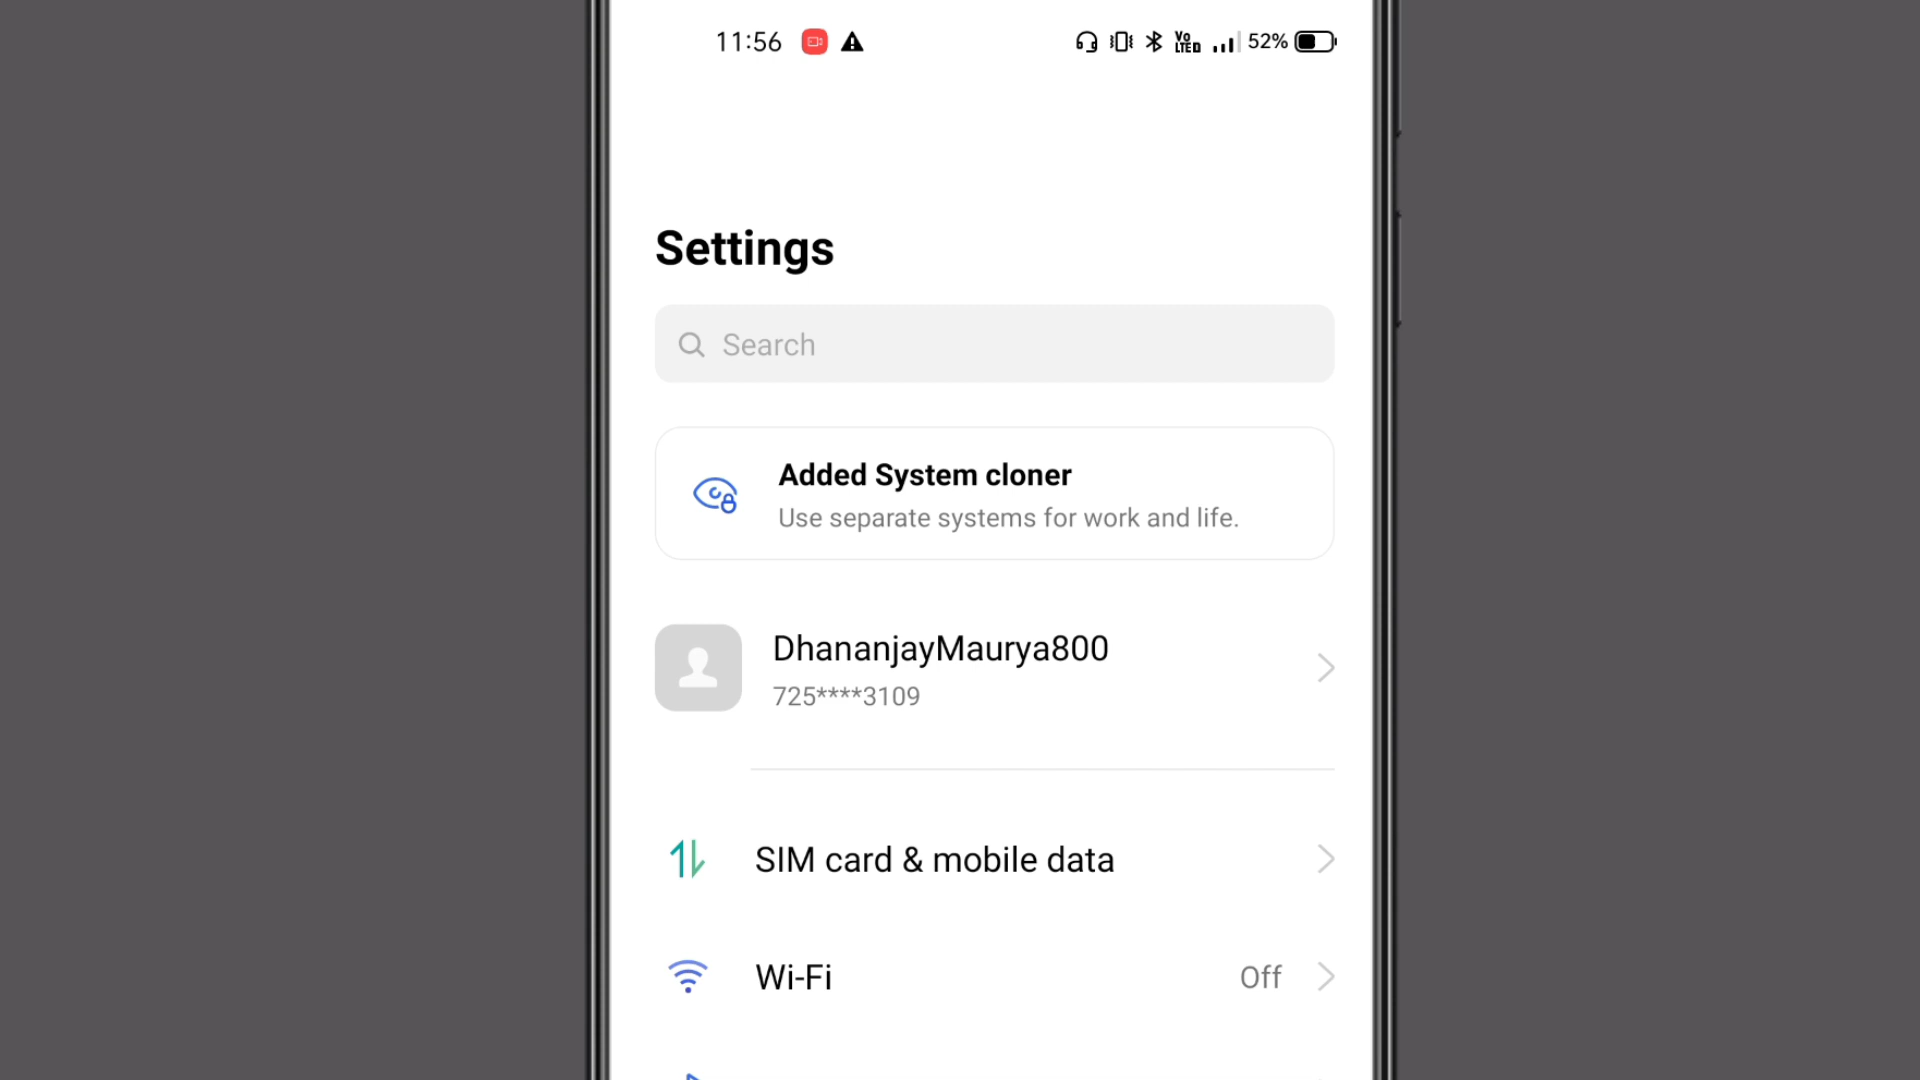 11:56 VoLTED 52%
Settings
Search
Added System cloner
Use separate systems for work and life.
DhananjayMaurya800
725****3109
SIM card & mobile data
Wi-Fi Off